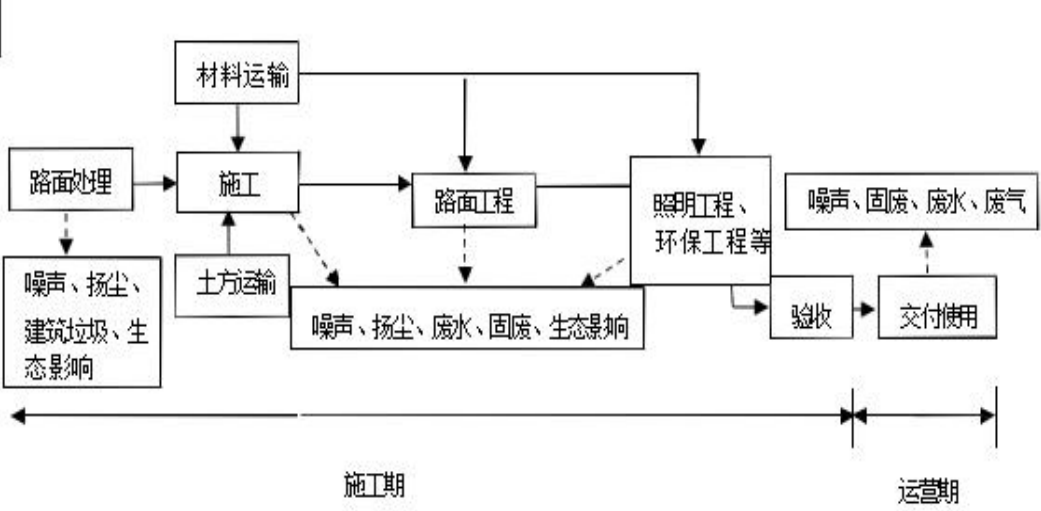 材料运输
路面处理
施工
路面工程
照明工程、
环保工程等
噪声、固废、废水、废气
土方运输
噪声、扬尘、
建筑垃圾、生
态影响
噪声、扬尘、废水、固废、生态影响
验收
交付使用
施工期
运营期